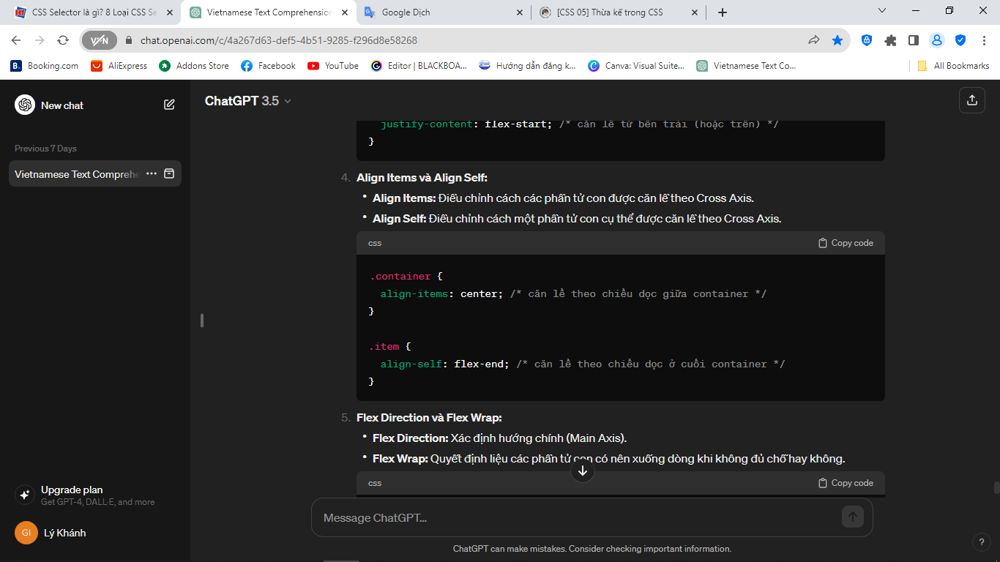 CSS Selector là gì? 8 Loại CSS Se
Vietnamese Text Comprehension
Google Dịch
[CSS 05] Thừa kế trong CSS
VPN
chat.openai.com/c/4a267d63-def5-4b51-9285-f296d8e58268
Booking.com
AliExpress
Addons Store
Facebook
YouTube
Editor | BLACKBOA...
Hướng dẫn đăng k...
Canva: Visual Suite...
Vietnamese Text Co...
All Bookmarks
New chat
Previous 7 Days
Vietnamese Text Comprehe
Upgrade plan
Get GPT-4, DALL·E, and more
GI
Lý Khánh
ChatGPT 3.5
justify-content: flex-start; /* căn lề từ bên trái (hoặc trên) */
}
4. Align Items và Align Self:
• Align Items: Điều chỉnh cách các phần tử con được căn lề theo Cross Axis.
• Align Self: Điều chỉnh cách một phần tử con cụ thể được căn lề theo Cross Axis.
css
Copy code
.container {
align-items: center; /* căn lề theo chiều dọc giữa container */
}
.item {
align-self: flex-end; /* căn lề theo chiều dọc ở cuối container */
}
5. Flex Direction và Flex Wrap:
• Flex Direction: Xác định hướng chính (Main Axis).
• Flex Wrap: Quyết định liệu các phần tử con có nên xuống dòng khi không đủ chỗ hay không.
css
Copy code
Message ChatGPT...
ChatGPT can make mistakes. Consider checking important information.
?